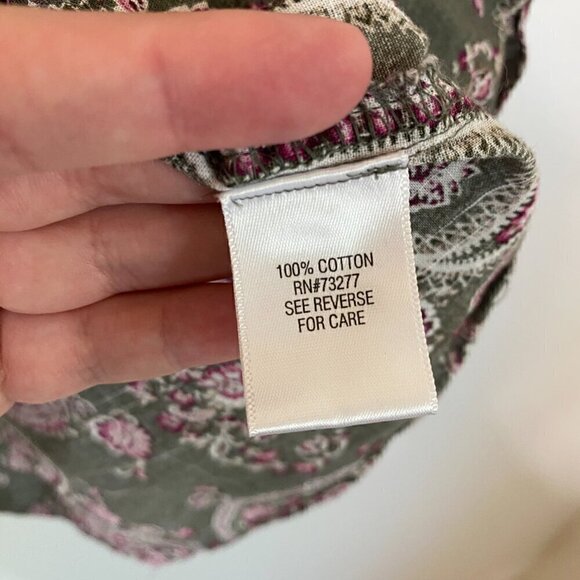 100% COTTON
RN#73277
SEE REVERSE
FOR CARE